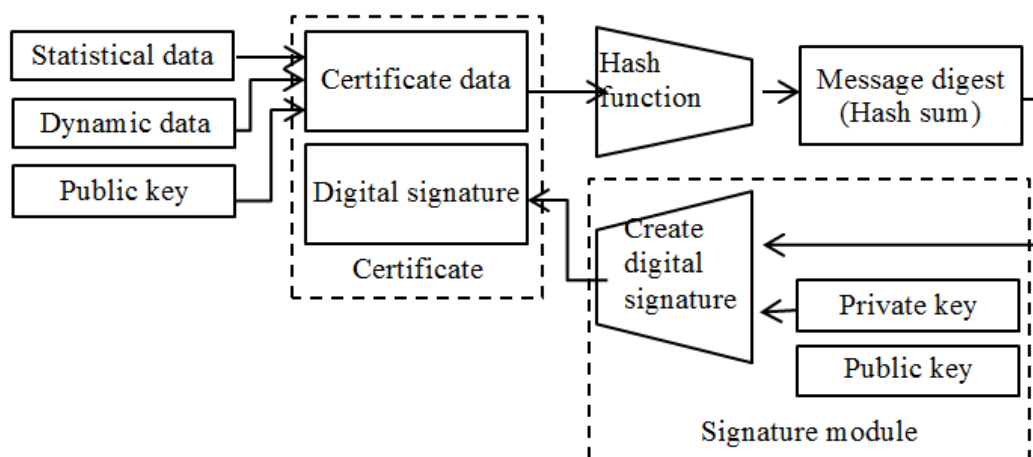 Statistical data
Dynamic data
Public key
Certificate data
Digital signature
Certificate
Hash
function
Message digest
(Hash sum)
Create
digital
signature
Private key
Public key
Signature module